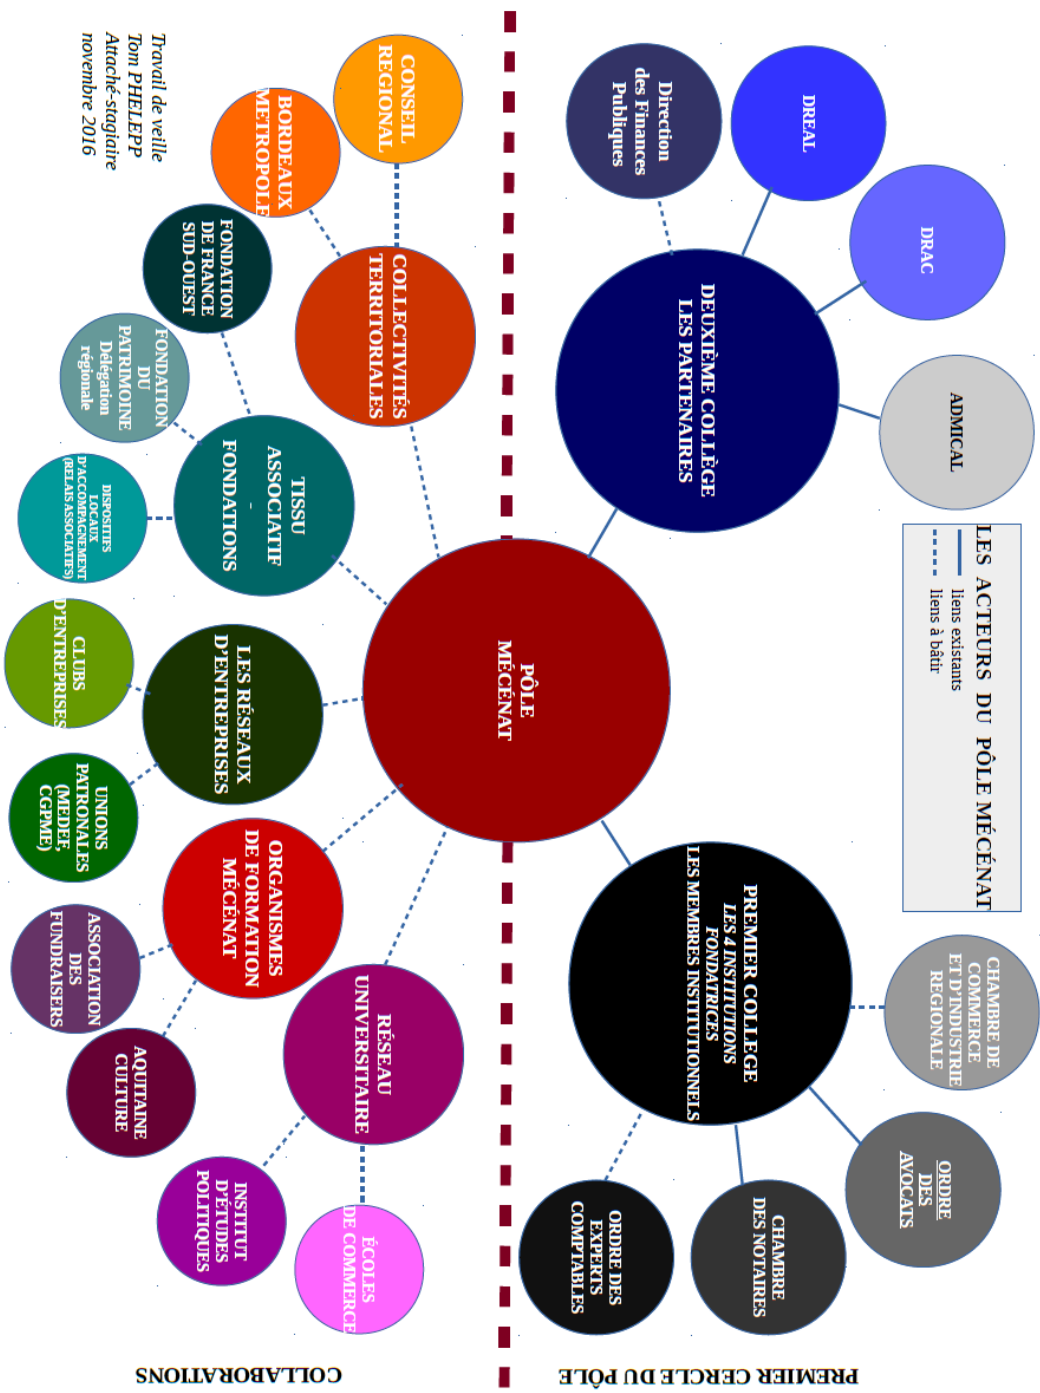 LES ACTEURS DU PÔLE MÉCÉNAT
liens existants
liens à bâtir
PREMIER CERCLE DU PÔLE
COLLABORATIONS
ADMICAL
DRAC
DREAL
Direction
des Finances
Publiques
DEUXIÈME COLLÈGE
LES PARTENAIRES
CHAMBRE DE
COMMERCE
ET D'INDUSTRIE
REGIONALE
ORDRE
DES
AVOCATS
CHAMBRE
DES NOTAIRES
ORDRE DES
EXPERTS
COMPTABLES
PREMIER COLLEGE
LES 4 INSTITUTIONS
FONDATRICES
LES MEMBRES INSTITUTIONNELS
PÔLE
MÉCÉNAT
CONSEIL
REGIONAL
BORDEAUX
METROPOLE
COLLECTIVITÉS
TERRITORIALES
FONDATION
DE FRANCE
SUD-OUEST
FONDATION
DU
PATRIMOINE
Délégation
régionale
DISPOSITIFS
LOCAUX
D'ACCOMPAGNEMENT
(RELAIS ASSOCIATIFS)
TISSU
ASSOCIATIF
-
FONDATIONS
LES RÉSEAUX
D'ENTREPRISES
CLUBS
D'ENTREPRISES
UNIONS
PATRONALES
(MEDEF,
CGPME)
ORGANISMES
DE FORMATION
MÉCÉNAT
ASSOCIATION
DES
FUNDRAISERS
AQUITAINE
CULTURE
RÉSEAU
UNIVERSITAIRE
INSTITUT
D'ÉTUDES
POLITIQUES
ÉCOLES
DE COMMERCE
Travail de veille
Tom PHELEPP
Attaché-stagiaire
novembre 2016